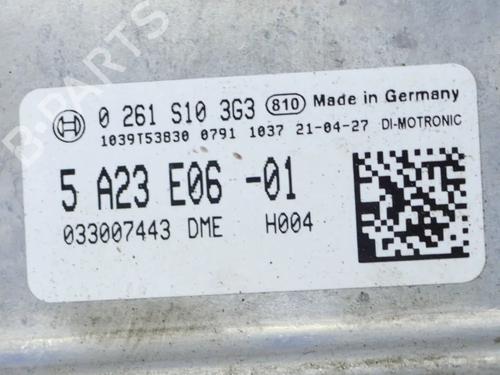 B-PARTS
0 261 S10 3G3 810 Made in Germany
1039T53830 0791 1037 21-04-27 DI-MOTRONIC
5 A23 E06 -01
033007443 DME H004